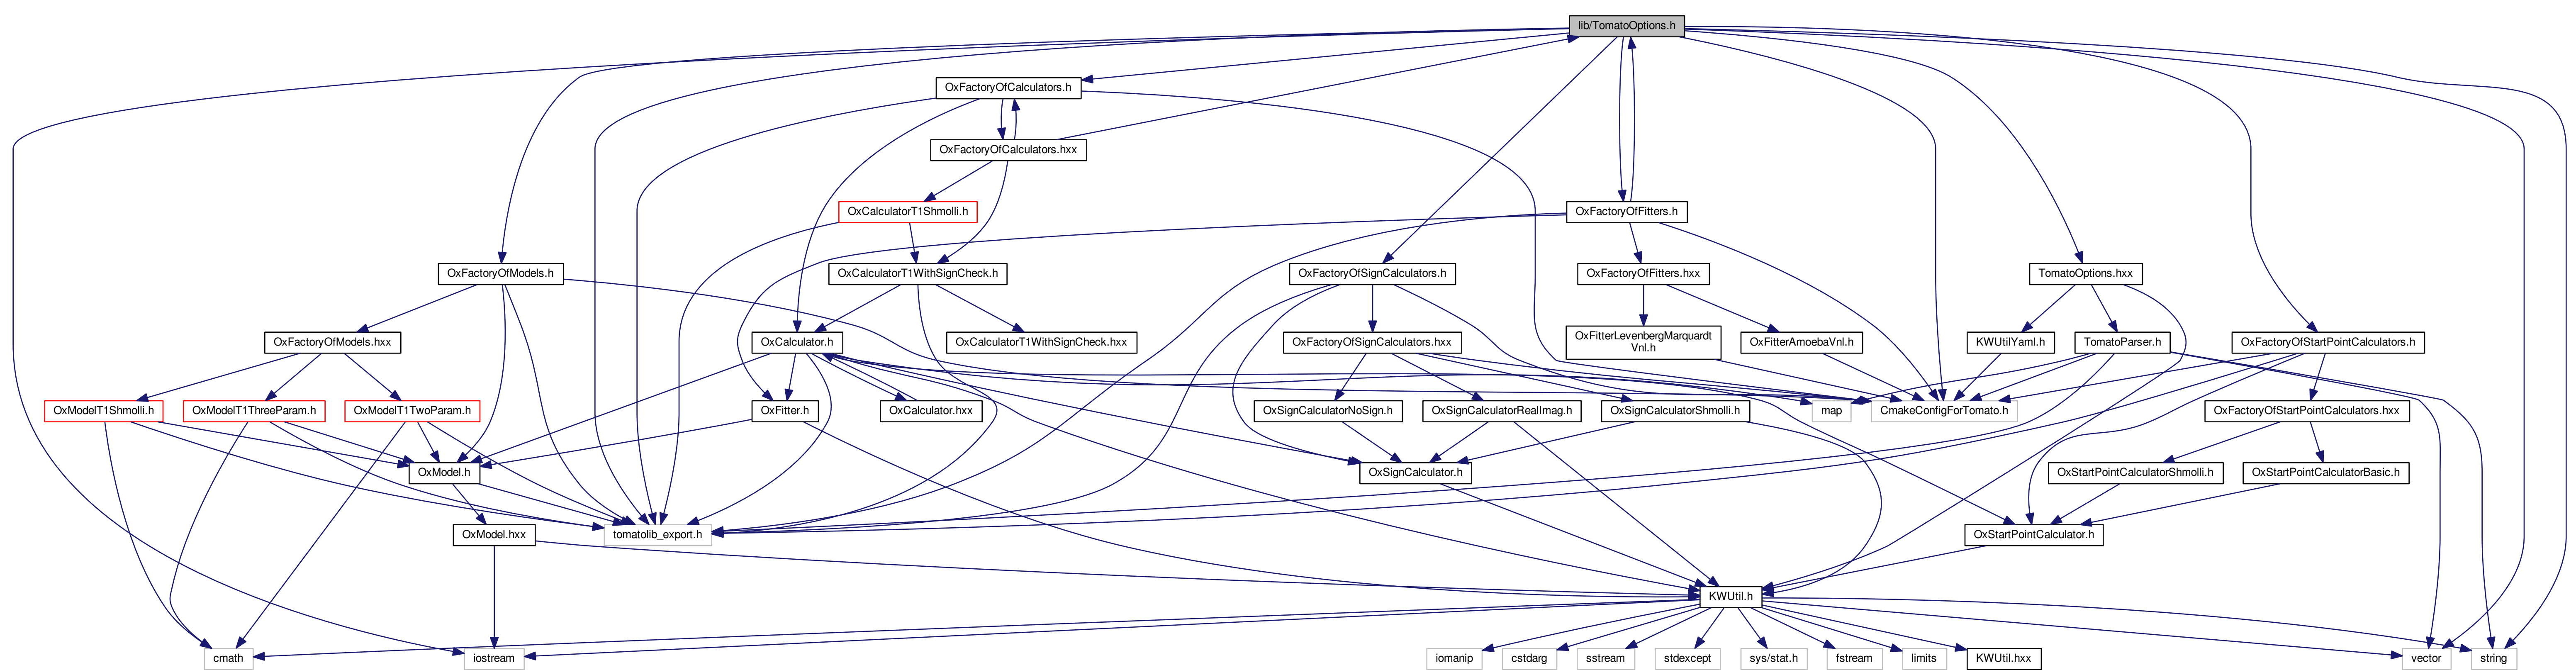 lib/TomatoOptions.h
OxFactoryOfCalculators.h
OxFactoryOfCalculators.hxx
OxCalculatorT1Shmolli.h
OxFactoryOfFitters.h
OxFactoryOfModels.h
OxCalculatorT1WithSignCheck.h
OxFactoryOfSignCalculators.h
OxFactoryOfFitters.hxx
TomatoOptions.hxx
OxFactoryOfModels.hxx
OxCalculator.h
OxCalculatorT1WithSignCheck.hxx
OxFactoryOfSignCalculators.hxx
OxFitterLevenbergMarquardt
Vnl.h
OxFitterAmoebaVnl.h
KWUtilYaml.h
TomatoParser.h
OxFactoryOfStartPointCalculators.h
OxModelT1Shmolli.h
OxModelT1ThreeParam.h
OxModelT1TwoParam.h
OxFitter.h
OxCalculator.hxx
OxSignCalculatorNoSign.h
OxSignCalculatorRealImag.h
OxSignCalculatorShmolli.h
map
CmakeConfigForTomato.h
OxFactoryOfStartPointCalculators.hxx
OxModel.h
OxSignCalculator.h
OxStartPointCalculatorShmolli.h
OxStartPointCalculatorBasic.h
OxModel.hxx
tomatolib_export.h
OxStartPointCalculator.h
KWUtil.h
cmath
iostream
iomanip
cstdarg
sstream
stdexcept
sys/stat.h
fstream
limits
KWUtil.hxx
vector
string